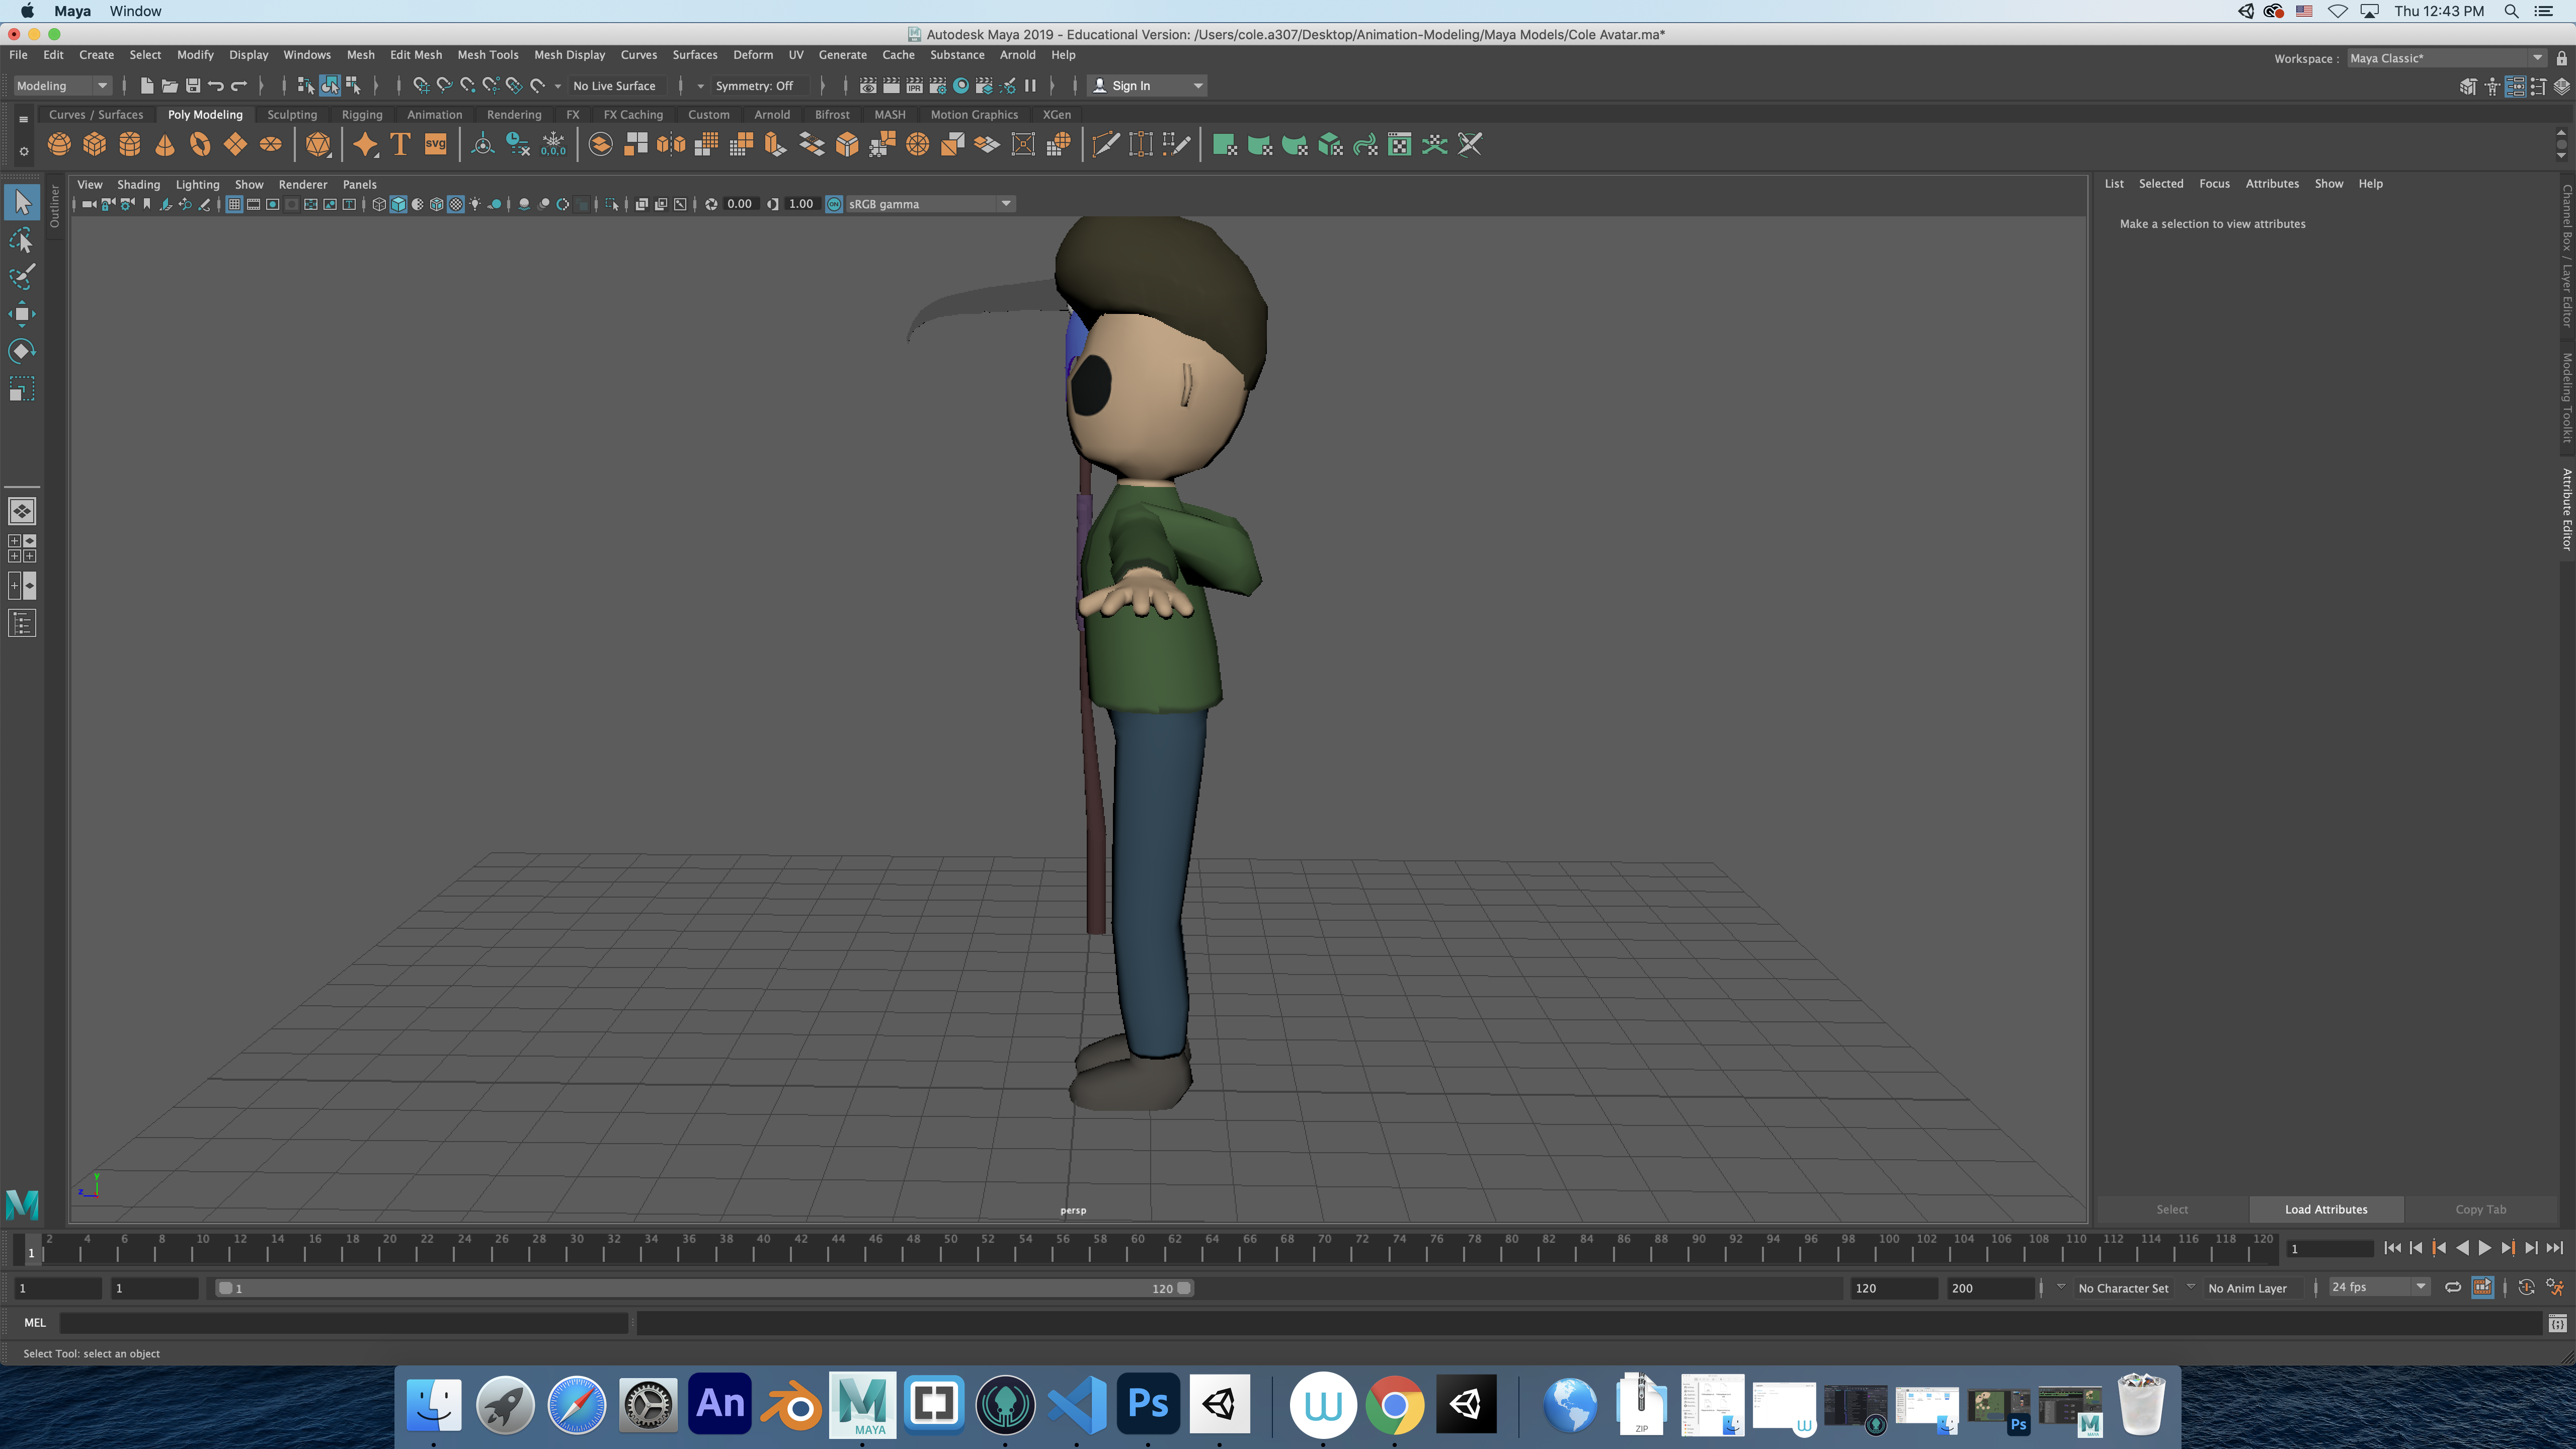 Maya Window Thu 12:43 PM
Autodesk Maya 2019 - Educational Version: /Users/cole.a307/Desktop/Animation-Modeling/Maya Models/Cole Avatar.ma*
File Edit Create Select Modify Display Windows Mesh Edit Mesh Mesh Tools Mesh Display Curves Surfaces Deform UV Generate Cache Substance Arnold Help Workspace : Maya Classic*
Modeling No Live Surface Symmetry: Off IPR Sign In
Curves / Surfaces Poly Modeling Sculpting Rigging Animation Rendering FX FX Caching Custom Arnold Bifrost MASH Motion Graphics XGen
T svg 0,0,0
Outliner
View Shading Lighting Show Renderer Panels
0.00 1.00 ON sRGB gamma
List Selected Focus Attributes Show Help
Make a selection to view attributes
Channel Box / Layer Editor
Modeling Toolkit
Attribute Editor
Y
Z
persp
Select Load Attributes Copy Tab
1 2 4 6 8 10 12 14 16 18 20 22 24 26 28 30 32 34 36 38 40 42 44 46 48 50 52 54 56 58 60 62 64 66 68 70 72 74 76 78 80 82 84 86 88 90 92 94 96 98 100 102 104 106 108 110 112 114 116 118 120 1
1 1 1 120 120 200 No Character Set No Anim Layer 24 fps
MEL
Select Tool: select an object
An MAYA Ps W ZIP W Ps MAYA